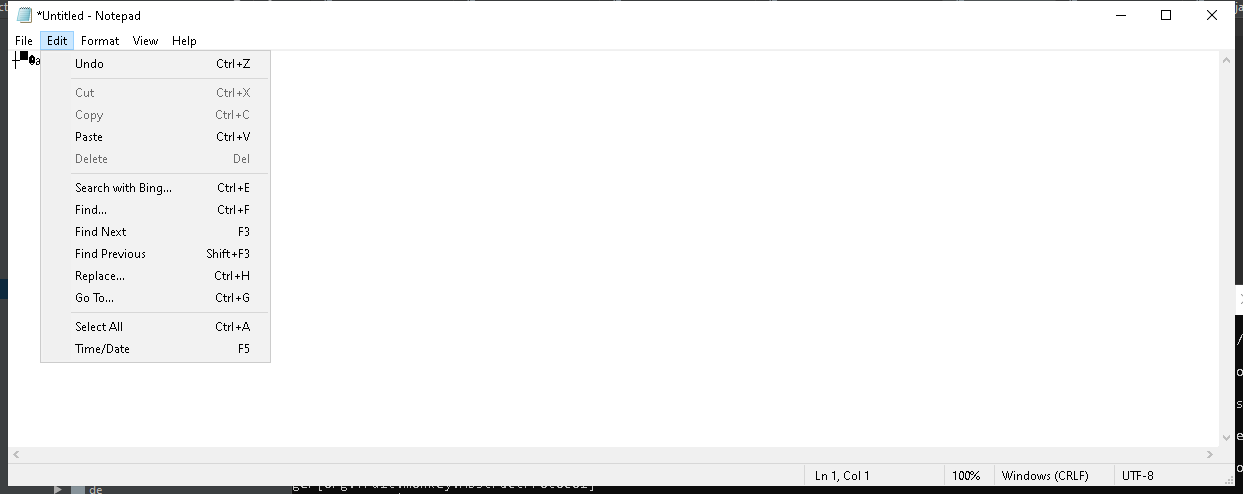 *Untitled - Notepad
File Edit Format View Help
Undo Ctrl+Z
Cut Ctrl+X
Copy Ctrl+C
Paste Ctrl+V
Delete Del
Search with Bing... Ctrl+E
Find... Ctrl+F
Find Next F3
Find Previous Shift+F3
Replace... Ctrl+H
Go To... Ctrl+G
Select All Ctrl+A
Time/Date F5
Ln 1, Col 1 100% Windows (CRLF) UTF-8
de